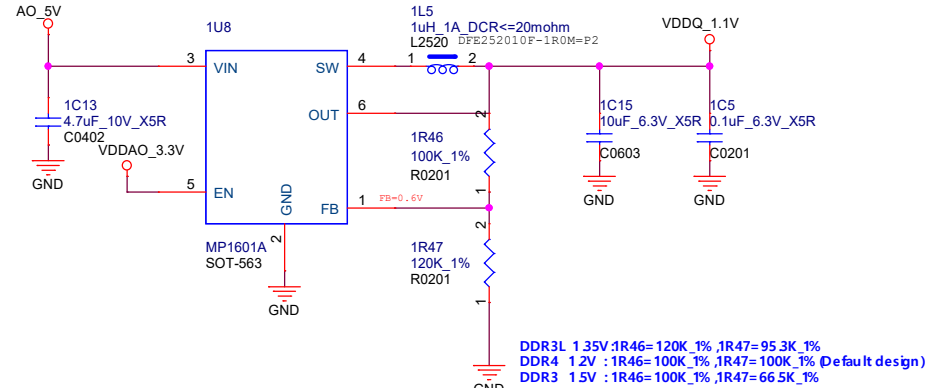 AO_5V
1U8
1L5
1uH_1A_DCR<=20mohm
L2520 DFE252010F-1R0M=P2
VDDQ_1.1V
3 VIN
SW 4
1 2
OUT 6
1C13
4.7uF_10V_X5R
C0402
GND
VDDAO_3.3V
5 EN
GND
2
FB 1
FB=0.6V
MP1601A
SOT-563
GND
2
1R46
100K_1%
R0201
1
2
1R47
120K_1%
R0201
1
GND
1C15
10uF_6.3V_X5R
C0603
GND
1C5
0.1uF_6.3V_X5R
C0201
GND
DDR3L 1.35V:1R46=120K_1% ,1R47=95.3K_1%
DDR4 1.2V :1R46=100K_1% ,1R47=100K_1% (Default design)
DDR3 1.5V :1R46=100K_1% ,1R47=66.5K_1%